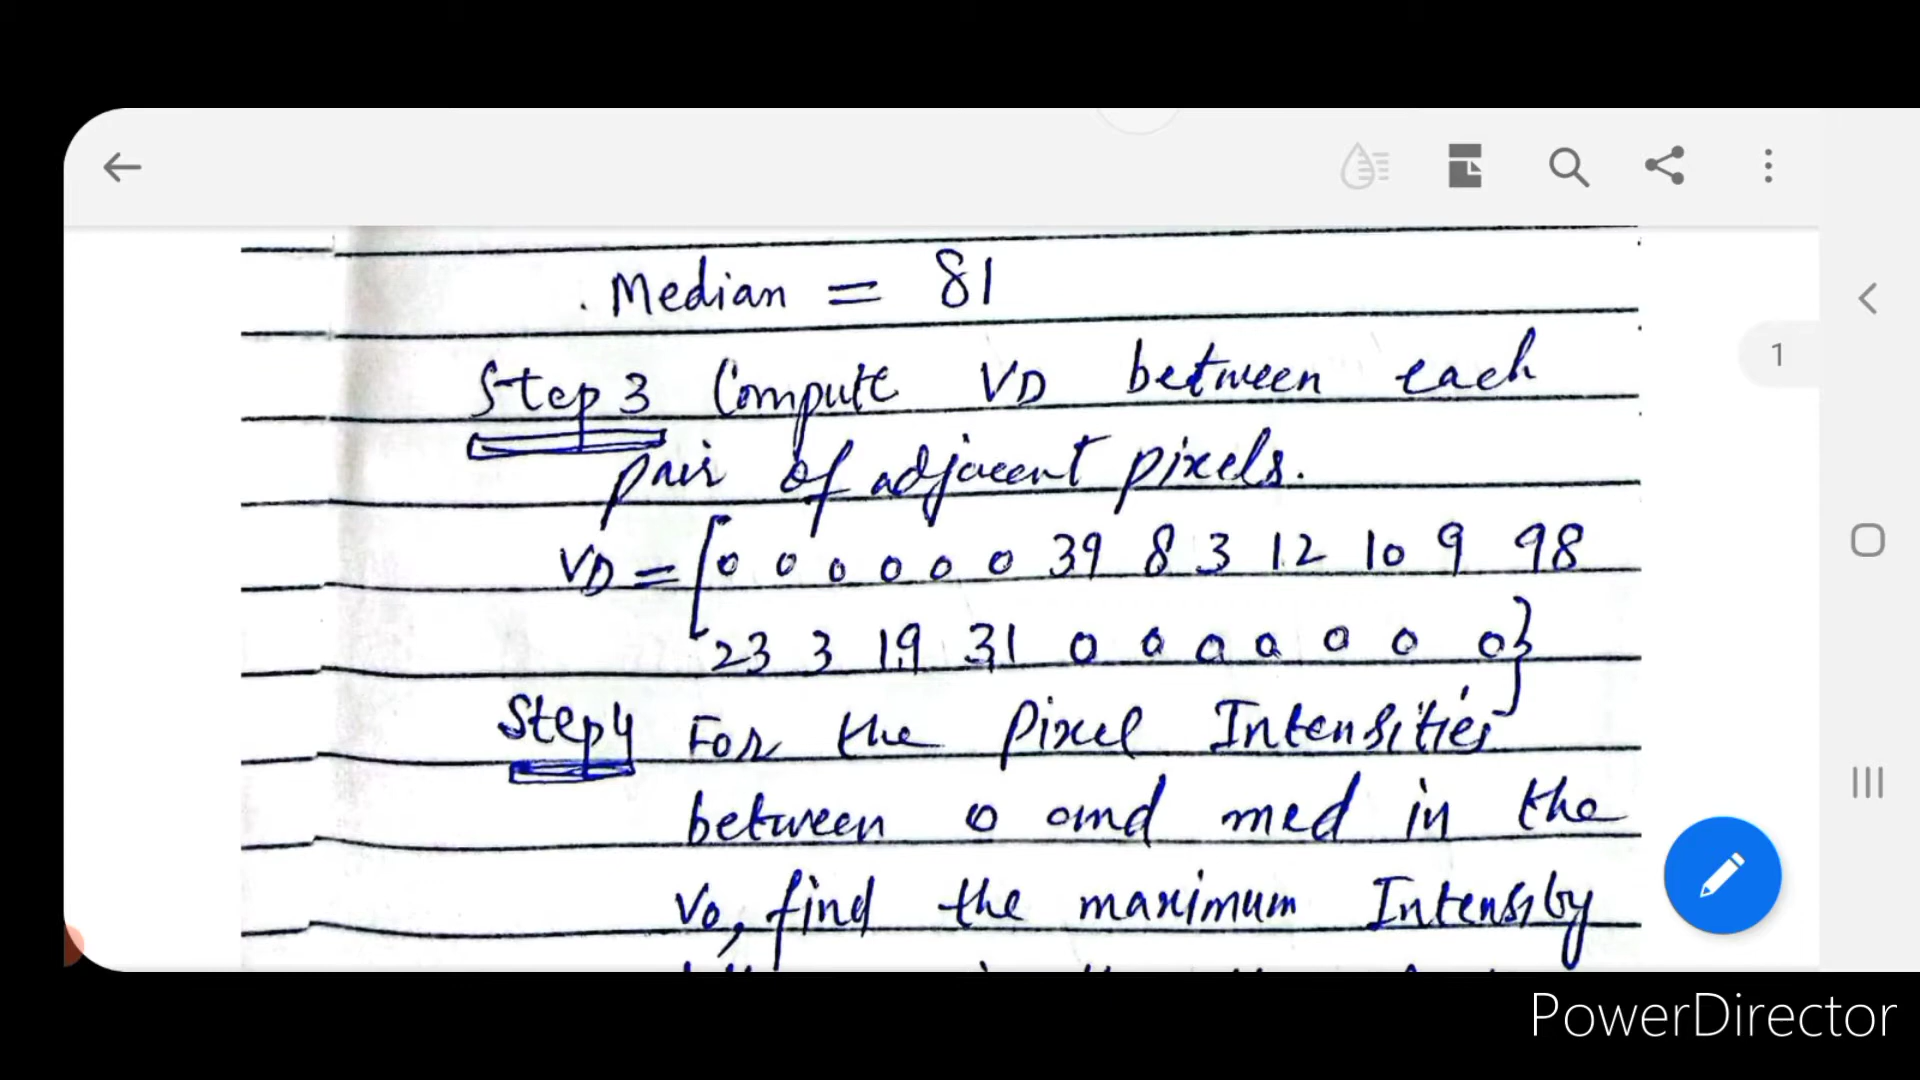 . Median = 81
Step 3 Compute VD between each
pair of adjacent pixels.
VD = [0 0 0 0 0 0 39 8 3 12 10 9 98
23 3 19 31 0 0 0 0 0 0 0}
Step 4 For the Pixel Intensities
between 0 and med in the
Vo, find the maximum Intensity
1
PowerDirector